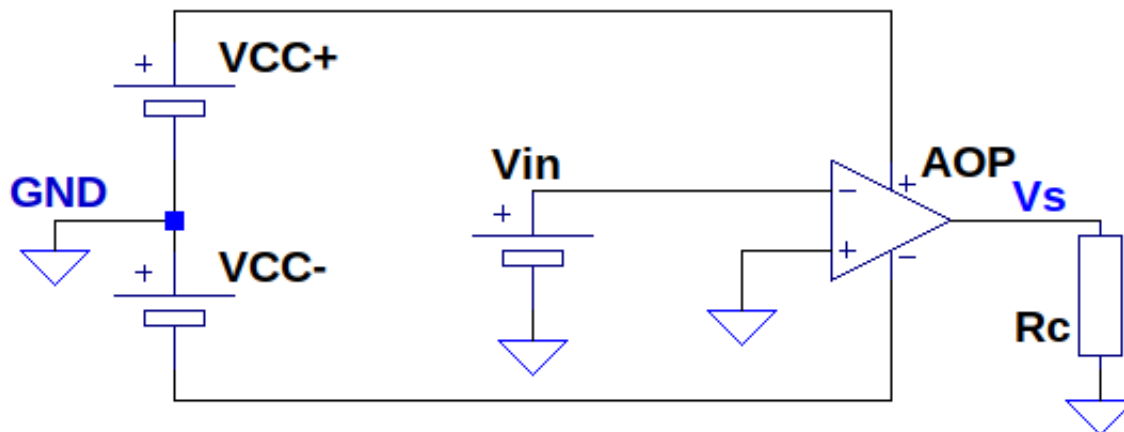 VCC+
Vin
AOP
GND
Vs
VCC-
Rc